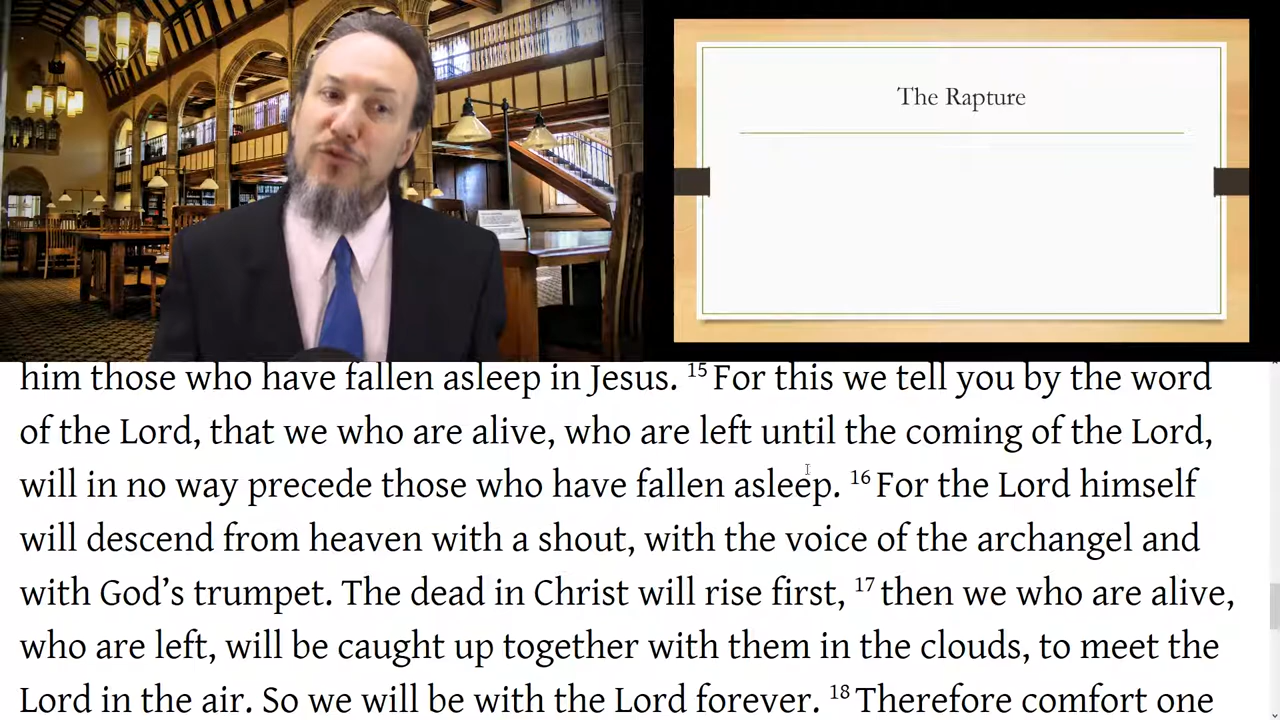 The Rapture
him those who have fallen asleep in Jesus. 15 For this we tell you by the word
of the Lord, that we who are alive, who are left until the coming of the Lord,
will in no way precede those who have fallen asleep. 16 For the Lord himself
will descend from heaven with a shout, with the voice of the archangel and
with God’s trumpet. The dead in Christ will rise first, 17 then we who are alive,
who are left, will be caught up together with them in the clouds, to meet the
Lord in the air. So we will be with the Lord forever. 18 Therefore comfort one